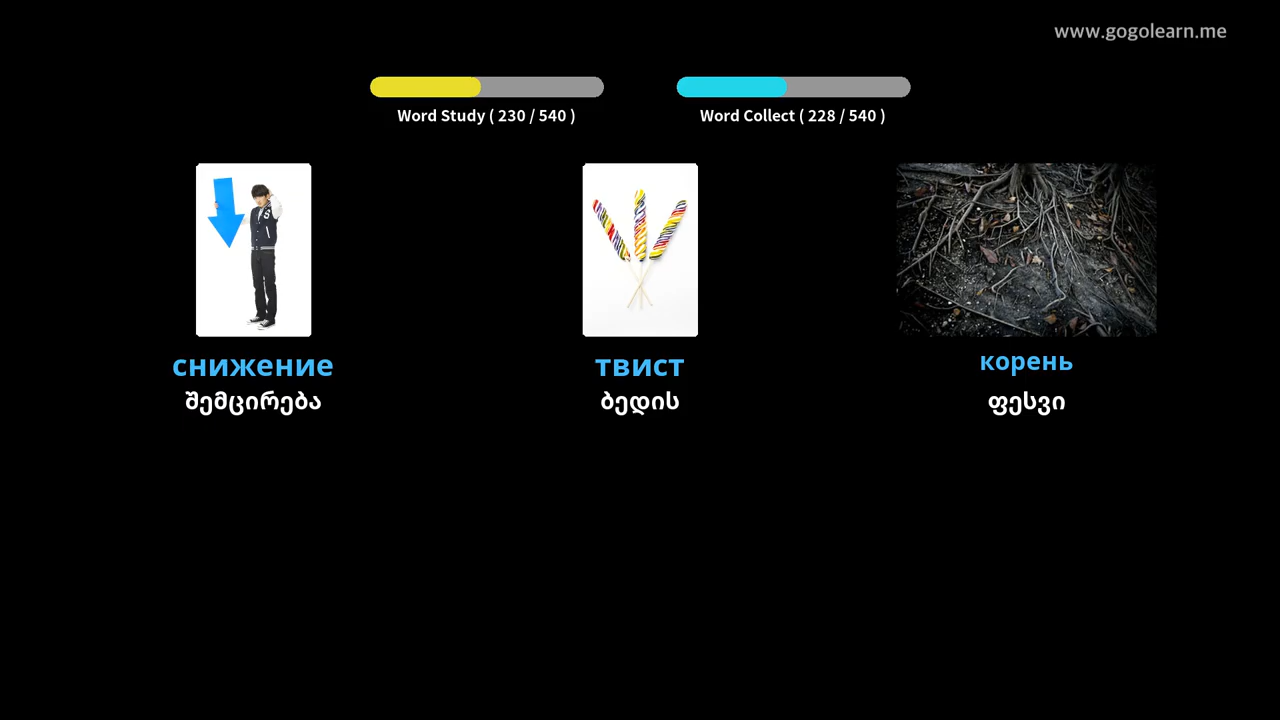 www.gogolearn.me
Word Study ( 230 / 540 )
Word Collect ( 228 / 540 )
снижение
твист
корень
შემცირება
ბედის
ფესვი